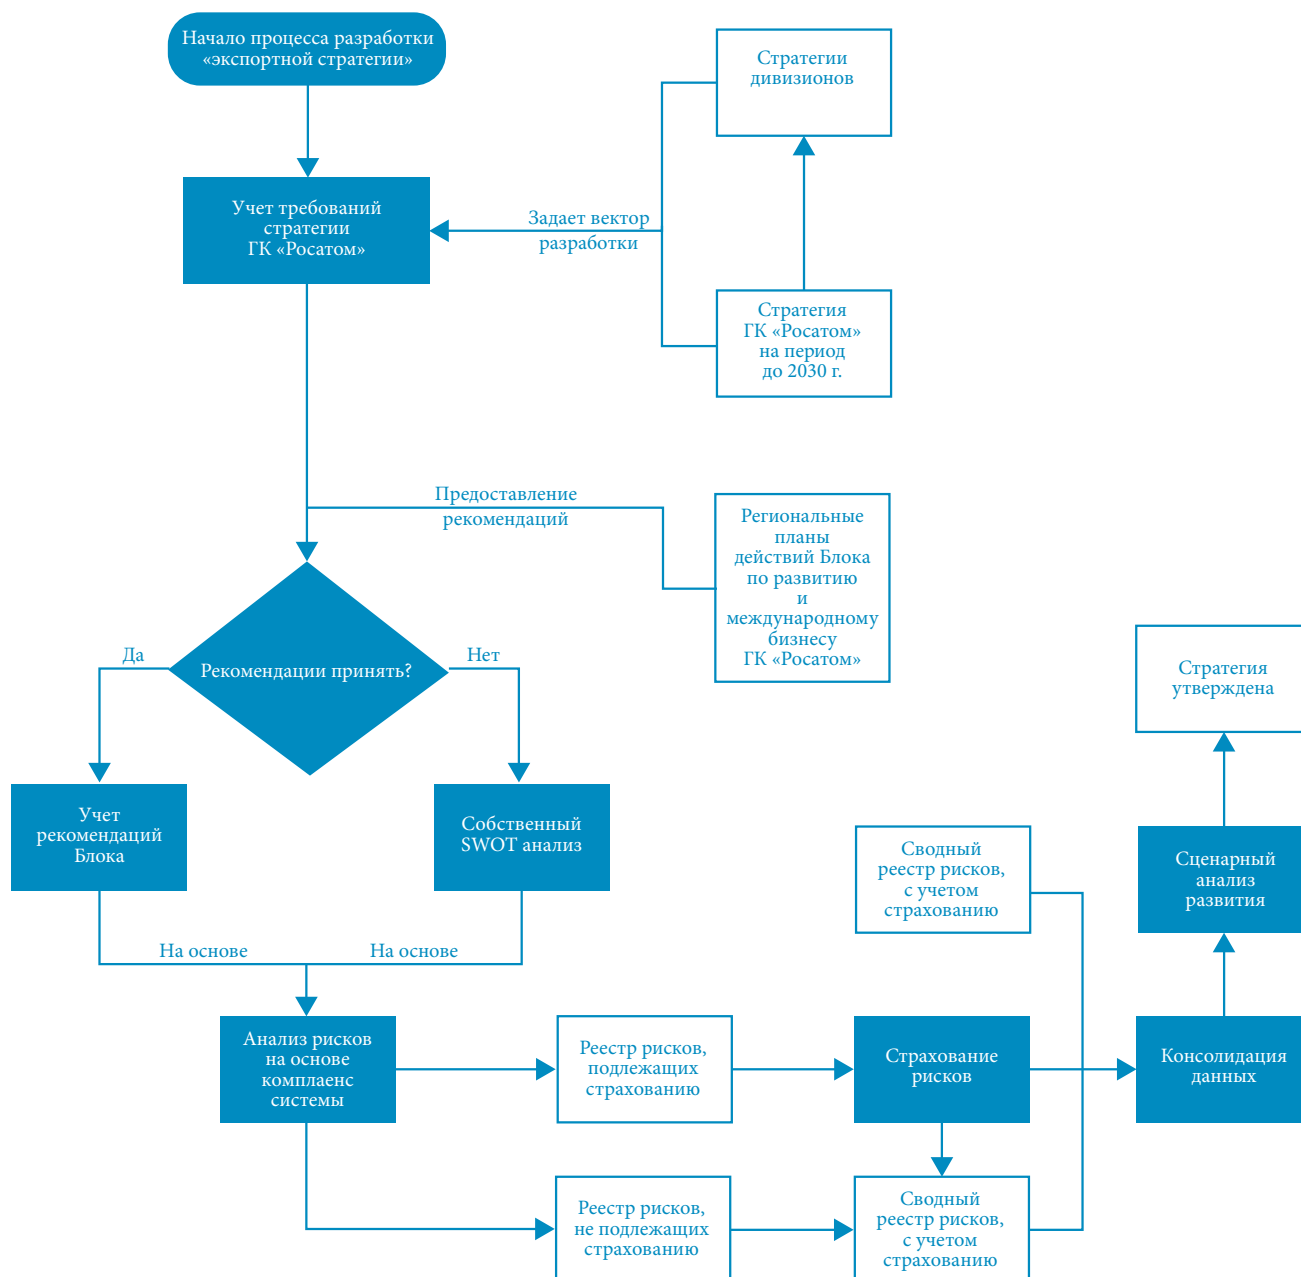 Начало процесса разработки
«экспортной стратегии»
Стратегии
дивизионов
Учет требований
стратегии
ГК «Росатом»
Задает вектор
разработки
Стратегия
ГК «Росатом»
на период
до 2030 г.
Предоставление
рекомендаций
Региональные
планы
действий Блока
по развитию
и
международному
бизнесу
ГК «Росатом»
Да
Рекомендации принять?
Нет
Стратегия
утверждена
Учет
рекомендаций
Блока
Собственный
SWOT анализ
Сводный
реестр рисков,
с учетом
страхованию
Сценарный
анализ
развития
На основе
На основе
Анализ рисков
на основе
комплаенс
системы
Реестр рисков,
подлежащих
страхованию
Страхование
рисков
Консолидация
данных
Реестр рисков,
не подлежащих
страхованию
Сводный
реестр рисков,
с учетом
страхованию